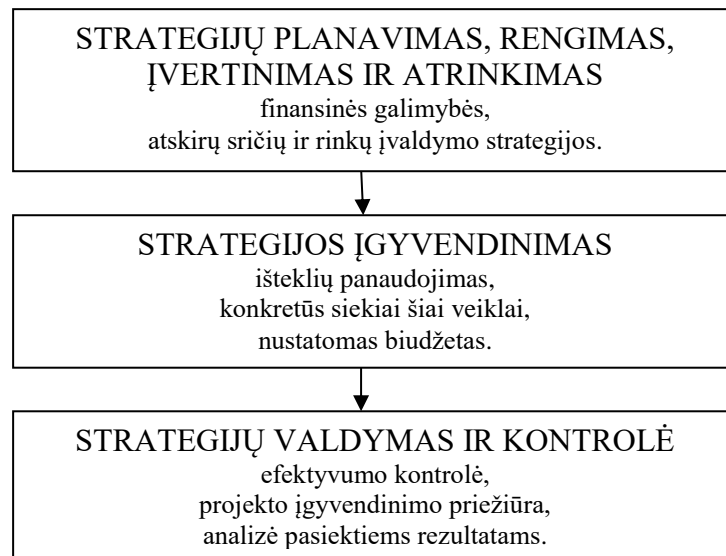 STRATEGIJŲ PLANAVIMAS, RENGIMAS,
ĮVERTINIMAS IR ATRINKIMAS
finansinės galimybės,
atskirų sričių ir rinkų įvaldymo strategijos.
STRATEGIJOS ĮGYVENDINIMAS
išteklių panaudojimas,
konkretūs siekiai šiai veiklai,
nustatomas biudžetas.
STRATEGIJŲ VALDYMAS IR KONTROLĖ
efektyvumo kontrolė,
projekto įgyvendinimo priežiūra,
analizė pasiektiems rezultatams.